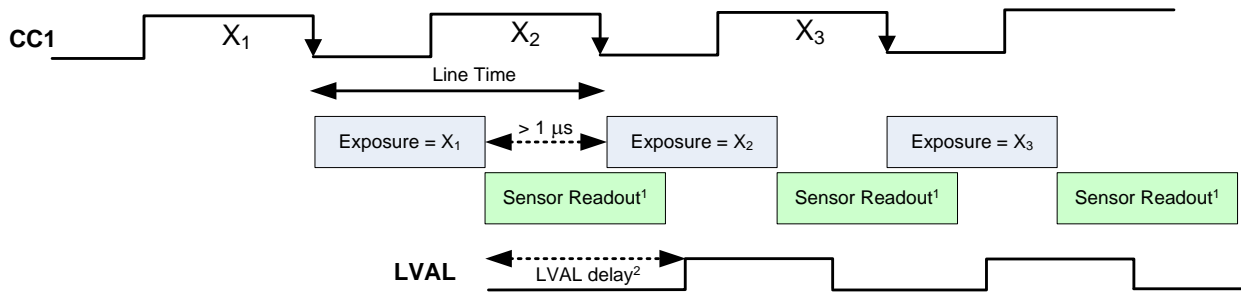 CC1
X₁
X₂
X₃
Line Time
Exposure = X₁
> 1 μs
Exposure = X₂
Exposure = X₃
Sensor Readout¹
Sensor Readout¹
Sensor Readout¹
LVAL
LVAL delay²